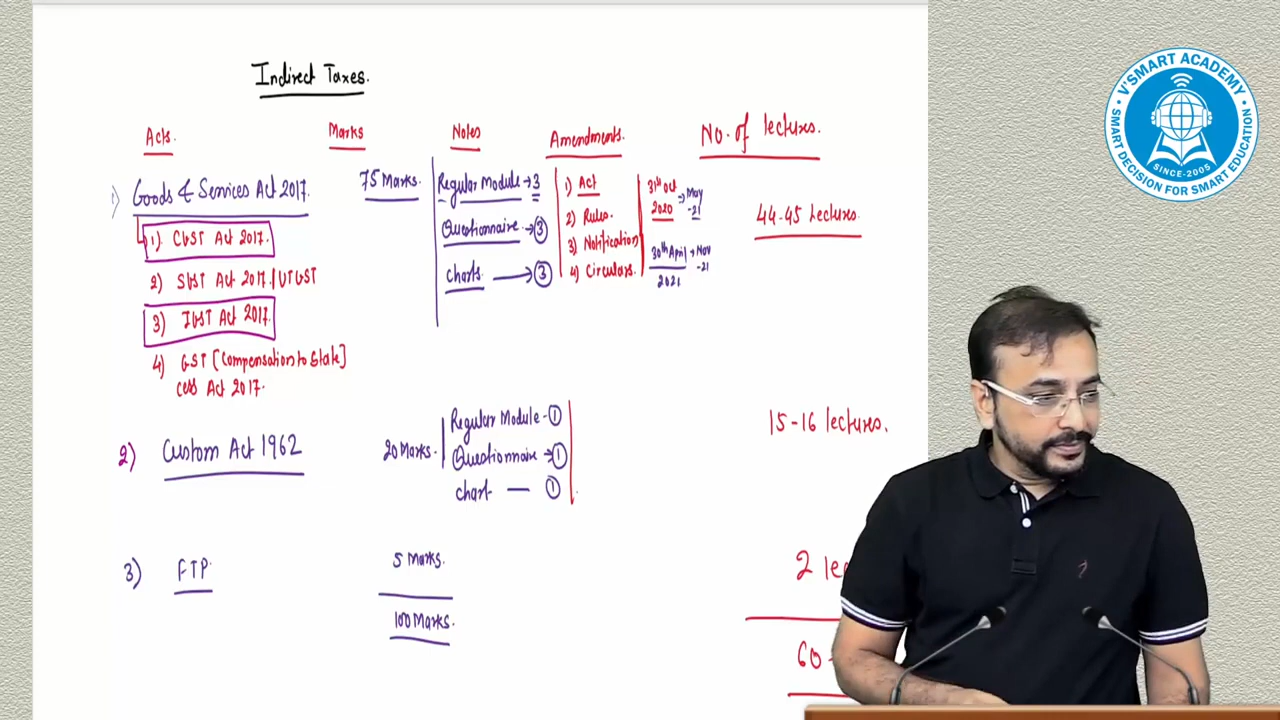 Indirect Taxes.
Acts. Marks Notes Amendments. No. of lectures.
1) Goods & Services Act 2017. 75 Marks. Regular Module → 3
Questionnaire → 3
Charts. → 3
1) Act
2) Rules.
3) Notification
4) Circulars.
31st Oct 2020 → May -21
30th April 2021 → Nov -21
44-45 lectures.
1) CGST Act 2017.
2) SGST Act 2017./UTGST
3) IGST Act 2017.
4) GST [Compensation to State]
cess Act 2017.
2) Custom Act 1962 20 Marks. 15-16 lectures.
Regular Module - 1
Questionnaire → 1
chart — 1
3) FTP. 5 Marks. 2 lec
100 Marks. 60-
V'SMART ACADEMY
SMART DECISION FOR SMART EDUCATION
SINCE-2005